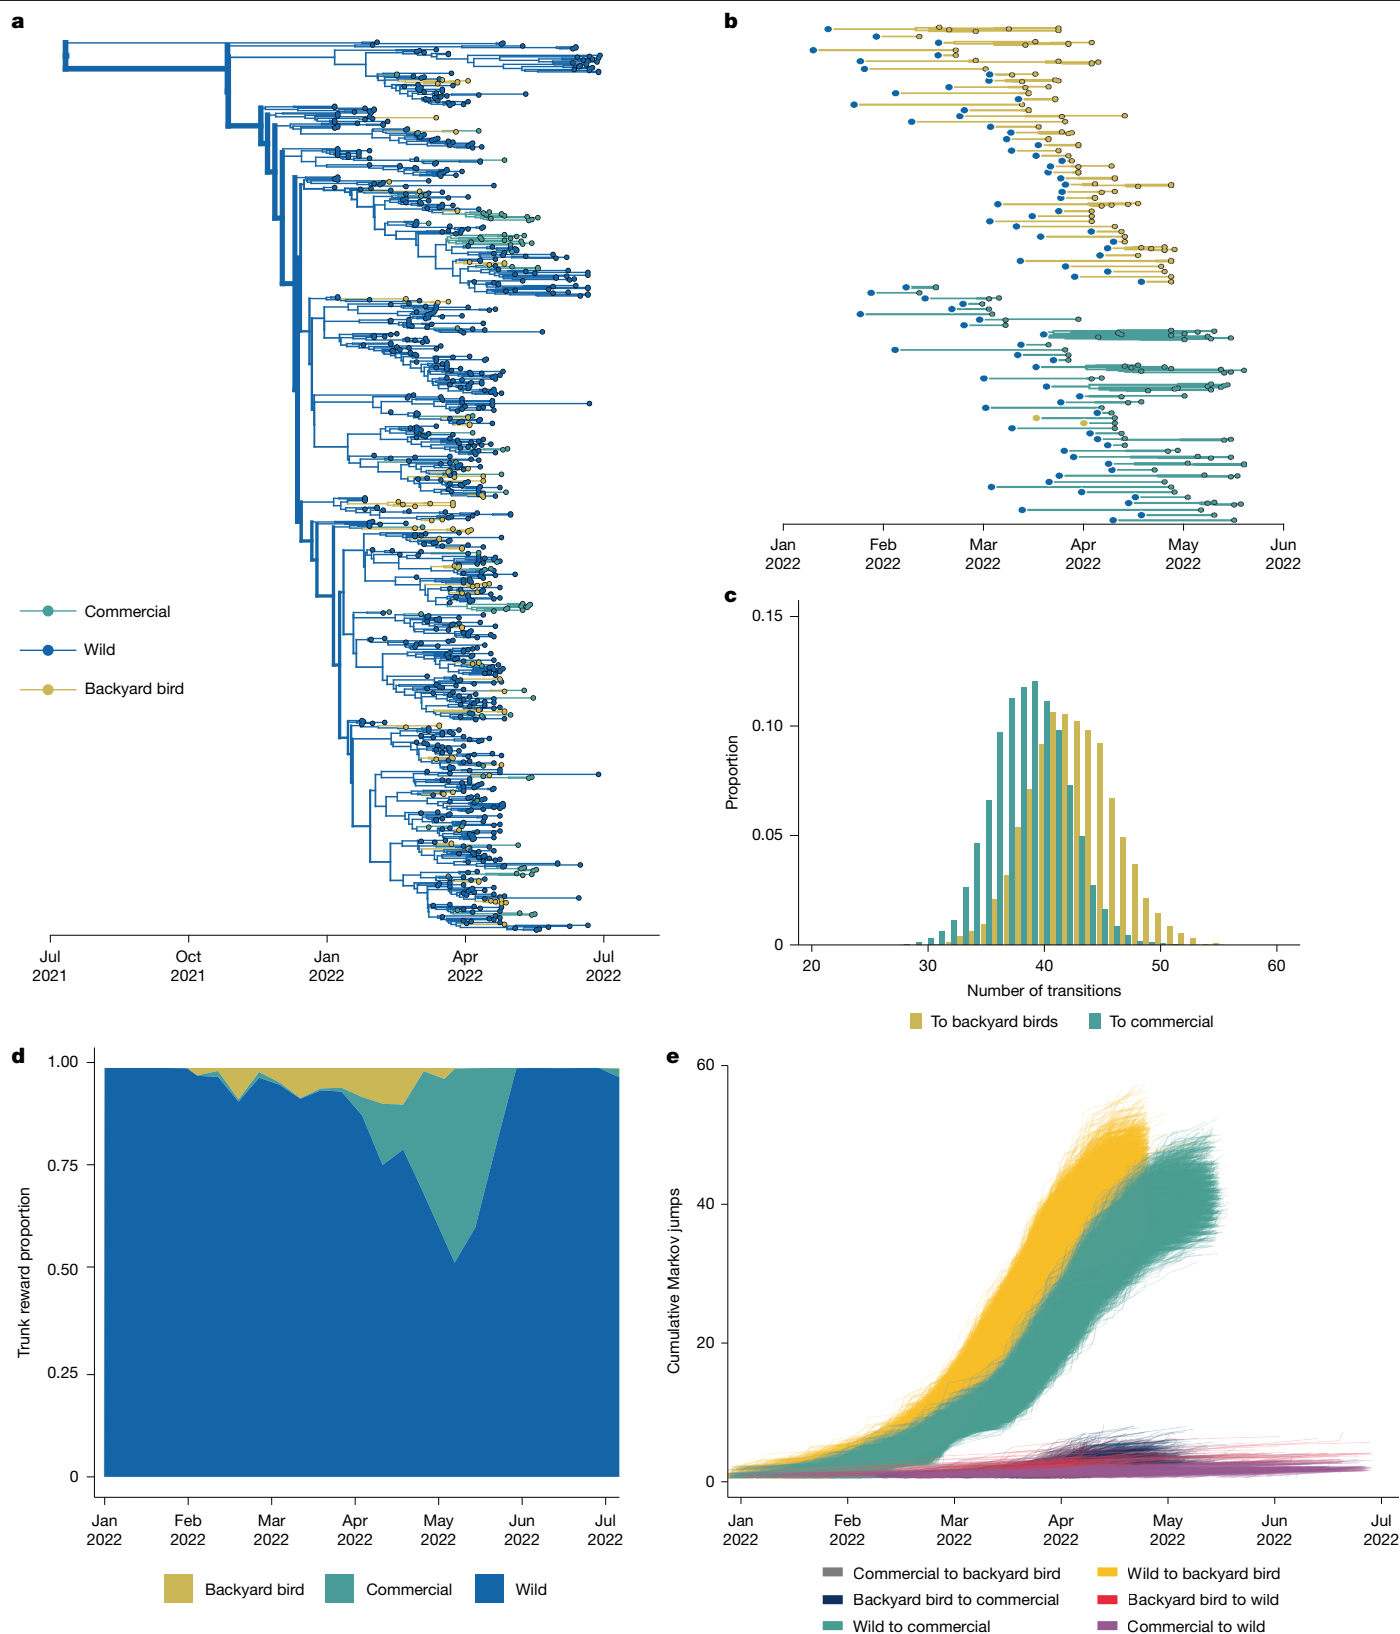 a
Commercial
Wild
Backyard bird
Jul Oct Jan Apr Jul
2021 2021 2022 2022 2022
b
Jan Feb Mar Apr May Jun
2022 2022 2022 2022 2022 2022
c
0.15
0.10
0.05
0
Proportion
20 30 40 50 60
Number of transitions
To backyard birds To commercial
d
1.00
0.75
0.50
0.25
0
Trunk reward proportion
Jan Feb Mar Apr May Jun Jul
2022 2022 2022 2022 2022 2022 2022
Backyard bird Commercial Wild
e
60
40
20
0
Cumulative Markov jumps
Jan Feb Mar Apr May Jun Jul
2022 2022 2022 2022 2022 2022 2022
Commercial to backyard bird Wild to backyard bird
Backyard bird to commercial Backyard bird to wild
Wild to commercial Commercial to wild